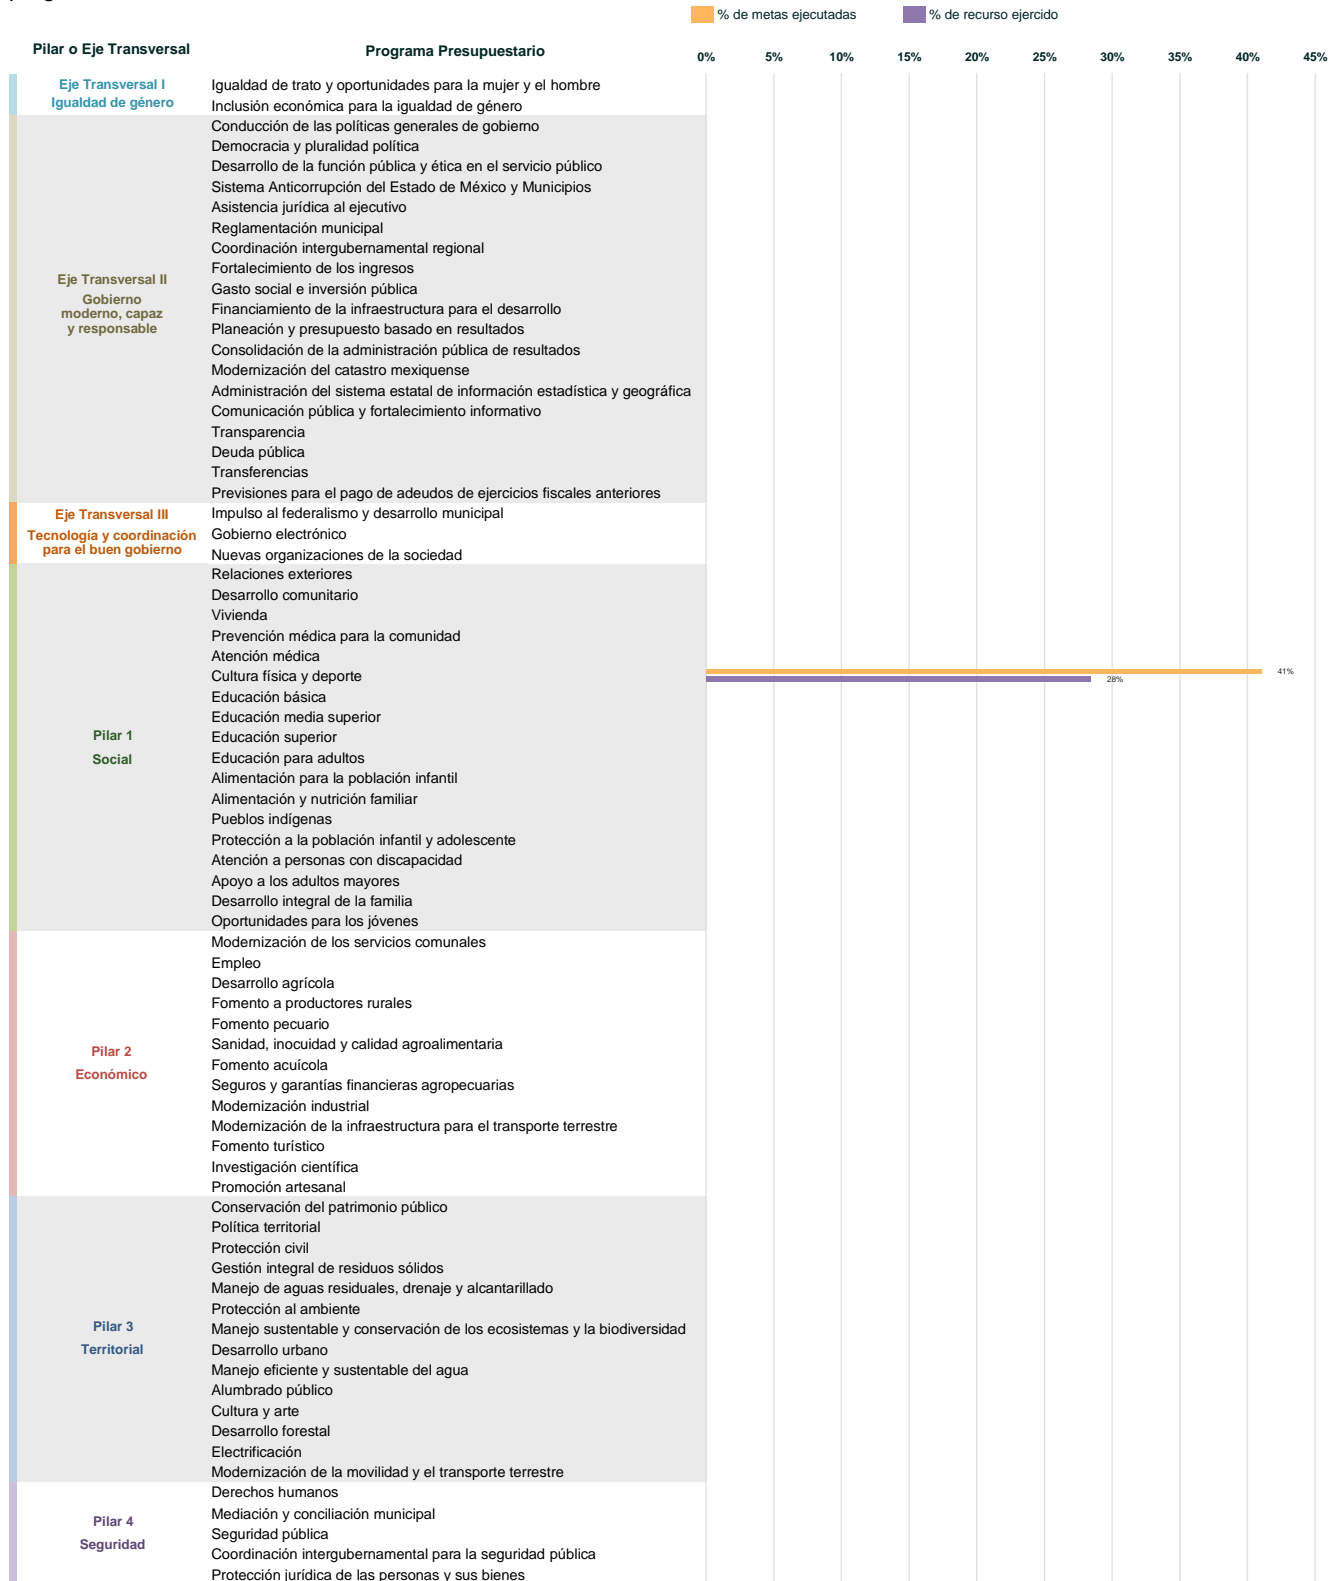 % de metas ejecutadas % de recurso ejercido
Pilar o Eje Transversal Programa Presupuestario 0% 5% 10% 15% 20% 25% 30% 35% 40% 45%
Eje Transversal I
Igualdad de género
Igualdad de trato y oportunidades para la mujer y el hombre
Inclusión económica para la igualdad de género
Eje Transversal II
Gobierno
moderno, capaz
y responsable
Conducción de las políticas generales de gobierno
Democracia y pluralidad política
Desarrollo de la función pública y ética en el servicio público
Sistema Anticorrupción del Estado de México y Municipios
Asistencia jurídica al ejecutivo
Reglamentación municipal
Coordinación intergubernamental regional
Fortalecimiento de los ingresos
Gasto social e inversión pública
Financiamiento de la infraestructura para el desarrollo
Planeación y presupuesto basado en resultados
Consolidación de la administración pública de resultados
Modernización del catastro mexiquense
Administración del sistema estatal de información estadística y geográfica
Comunicación pública y fortalecimiento informativo
Transparencia
Deuda pública
Transferencias
Previsiones para el pago de adeudos de ejercicios fiscales anteriores
Eje Transversal III
Tecnología y coordinación
para el buen gobierno
Impulso al federalismo y desarrollo municipal
Gobierno electrónico
Nuevas organizaciones de la sociedad
Pilar 1
Social
Relaciones exteriores
Desarrollo comunitario
Vivienda
Prevención médica para la comunidad
Atención médica
Cultura física y deporte
41%
28%
Educación básica
Educación media superior
Educación superior
Educación para adultos
Alimentación para la población infantil
Alimentación y nutrición familiar
Pueblos indígenas
Protección a la población infantil y adolescente
Atención a personas con discapacidad
Apoyo a los adultos mayores
Desarrollo integral de la familia
Oportunidades para los jóvenes
Pilar 2
Económico
Modernización de los servicios comunales
Empleo
Desarrollo agrícola
Fomento a productores rurales
Fomento pecuario
Sanidad, inocuidad y calidad agroalimentaria
Fomento acuícola
Seguros y garantías financieras agropecuarias
Modernización industrial
Modernización de la infraestructura para el transporte terrestre
Fomento turístico
Investigación científica
Promoción artesanal
Pilar 3
Territorial
Conservación del patrimonio público
Política territorial
Protección civil
Gestión integral de residuos sólidos
Manejo de aguas residuales, drenaje y alcantarillado
Protección al ambiente
Manejo sustentable y conservación de los ecosistemas y la biodiversidad
Desarrollo urbano
Manejo eficiente y sustentable del agua
Alumbrado público
Cultura y arte
Desarrollo forestal
Electrificación
Modernización de la movilidad y el transporte terrestre
Pilar 4
Seguridad
Derechos humanos
Mediación y conciliación municipal
Seguridad pública
Coordinación intergubernamental para la seguridad pública
Protección jurídica de las personas y sus bienes